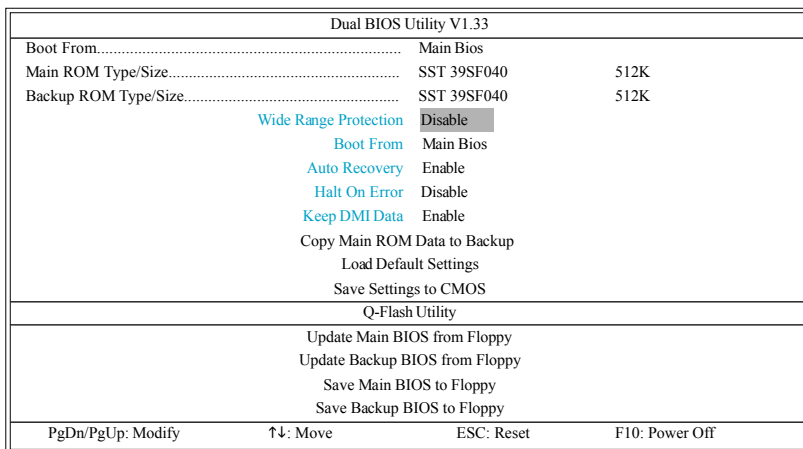 Dual BIOS Utility V1.33
Boot From...................................................................... Main Bios
Main ROM Type/Size..................................................... SST 39SF040 512K
Backup ROM Type/Size................................................. SST 39SF040 512K
Wide Range Protection Disable
Boot From Main Bios
Auto Recovery Enable
Halt On Error Disable
Keep DMI Data Enable
Copy Main ROM Data to Backup
Load Default Settings
Save Settings to CMOS
Q-Flash Utility
Update Main BIOS from Floppy
Update Backup BIOS from Floppy
Save Main BIOS to Floppy
Save Backup BIOS to Floppy
PgDn/PgUp: Modify ↑↓: Move ESC: Reset F10: Power Off